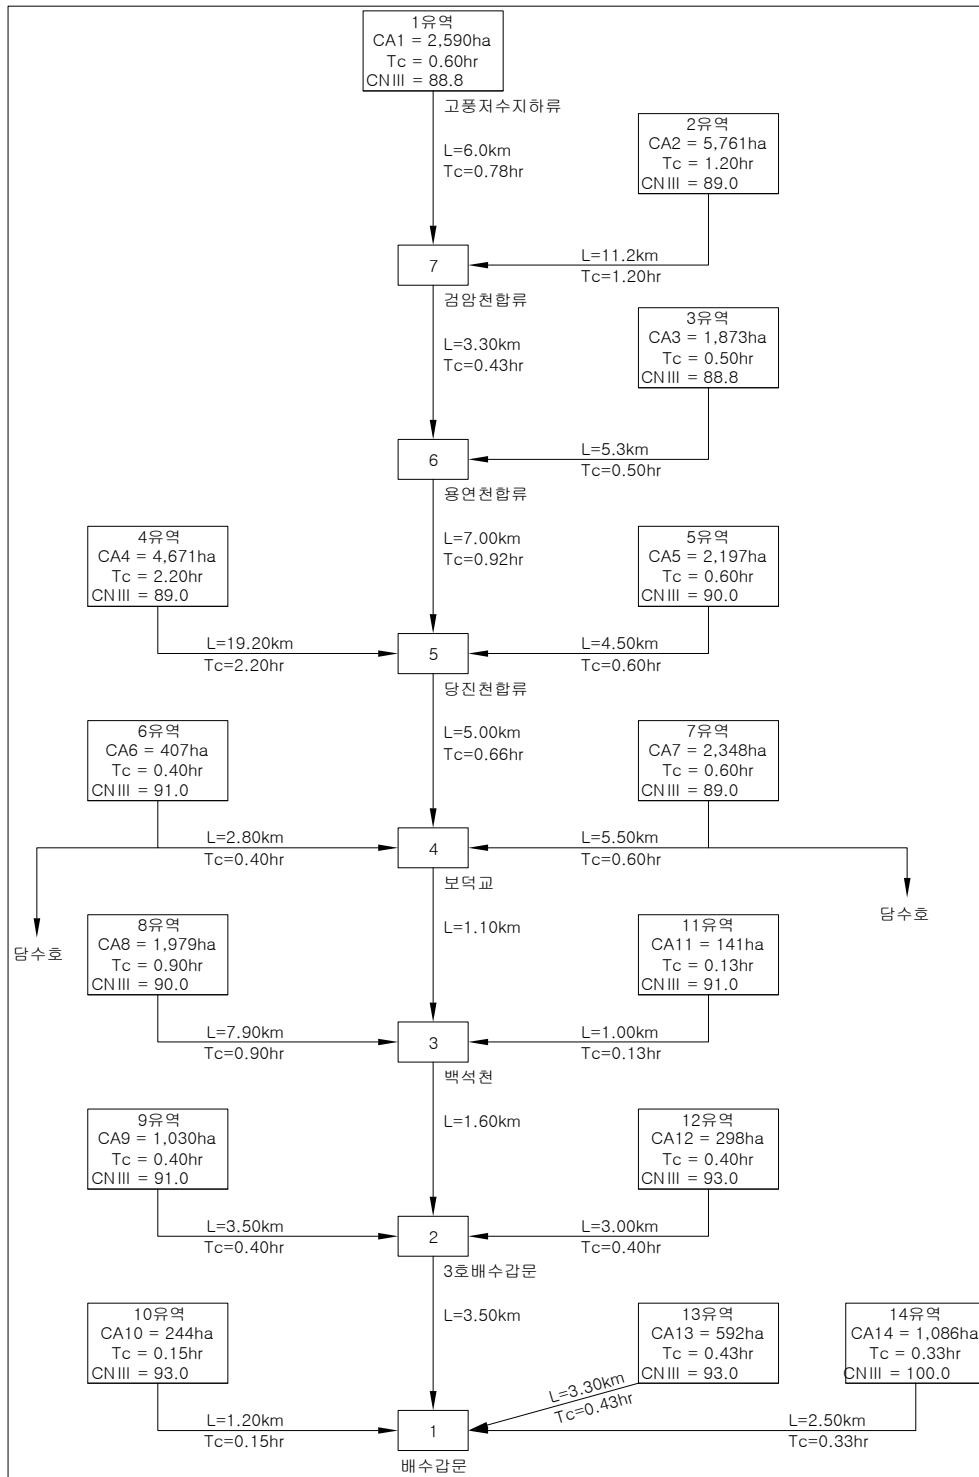 1유역
CA1 = 2,590ha
Tc = 0.60hr
CNIII = 88.8
고풍저수지하류
L=6.0km
Tc=0.78hr
2유역
CA2 = 5,761ha
Tc = 1.20hr
CNIII = 89.0
L=11.2km
Tc=1.20hr
7
검암천합류
L=3.30km
Tc=0.43hr
3유역
CA3 = 1,873ha
Tc = 0.50hr
CNIII = 88.8
L=5.3km
Tc=0.50hr
6
용연천합류
L=7.00km
Tc=0.92hr
4유역
CA4 = 4,671ha
Tc = 2.20hr
CNIII = 89.0
L=19.20km
Tc=2.20hr
5유역
CA5 = 2,197ha
Tc = 0.60hr
CNIII = 90.0
L=4.50km
Tc=0.60hr
5
당진천합류
L=5.00km
Tc=0.66hr
6유역
CA6 = 407ha
Tc = 0.40hr
CNIII = 91.0
L=2.80km
Tc=0.40hr
담수호
7유역
CA7 = 2,348ha
Tc = 0.60hr
CNIII = 89.0
L=5.50km
Tc=0.60hr
담수호
4
보덕교
L=1.10km
8유역
CA8 = 1,979ha
Tc = 0.90hr
CNIII = 90.0
L=7.90km
Tc=0.90hr
11유역
CA11 = 141ha
Tc = 0.13hr
CNIII = 91.0
L=1.00km
Tc=0.13hr
3
백석천
L=1.60km
9유역
CA9 = 1,030ha
Tc = 0.40hr
CNIII = 91.0
L=3.50km
Tc=0.40hr
12유역
CA12 = 298ha
Tc = 0.40hr
CNIII = 93.0
L=3.00km
Tc=0.40hr
2
3호배수갑문
L=3.50km
10유역
CA10 = 244ha
Tc = 0.15hr
CNIII = 93.0
L=1.20km
Tc=0.15hr
13유역
CA13 = 592ha
Tc = 0.43hr
CNIII = 93.0
L=3.30km
Tc=0.43hr
14유역
CA14 = 1,086ha
Tc = 0.33hr
CNIII = 100.0
L=2.50km
Tc=0.33hr
1
배수갑문